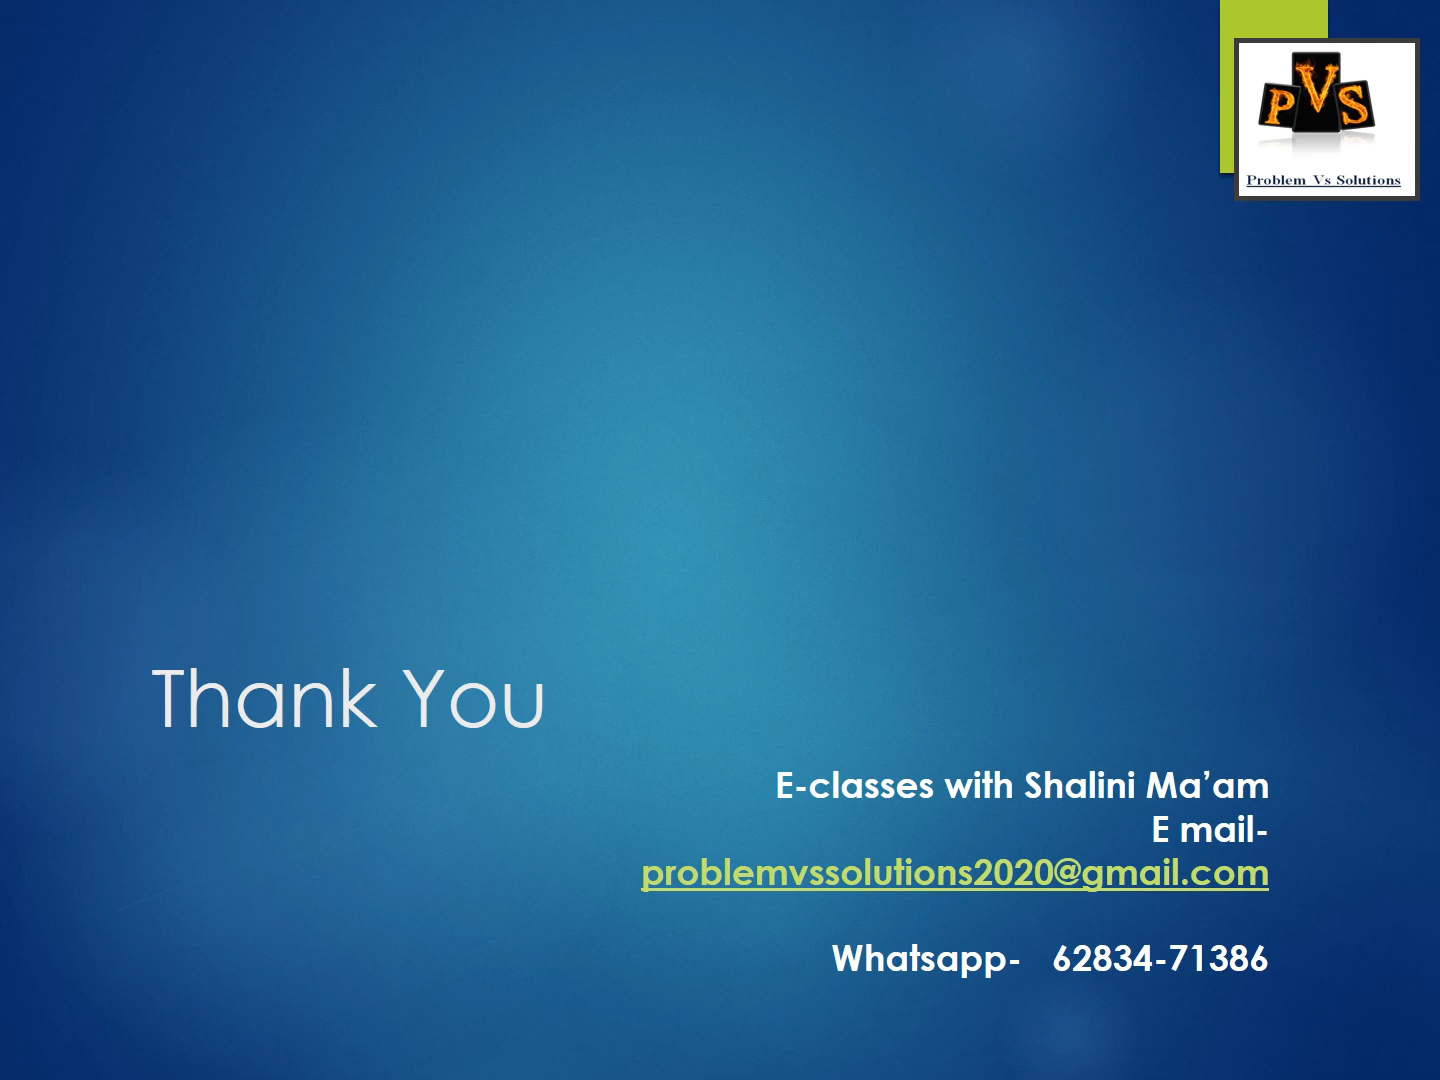 PVS
Problem Vs Solutions
Thank You
E-classes with Shalini Ma’am
E mail-
problemvssolutions2020@gmail.com
Whatsapp- 62834-71386